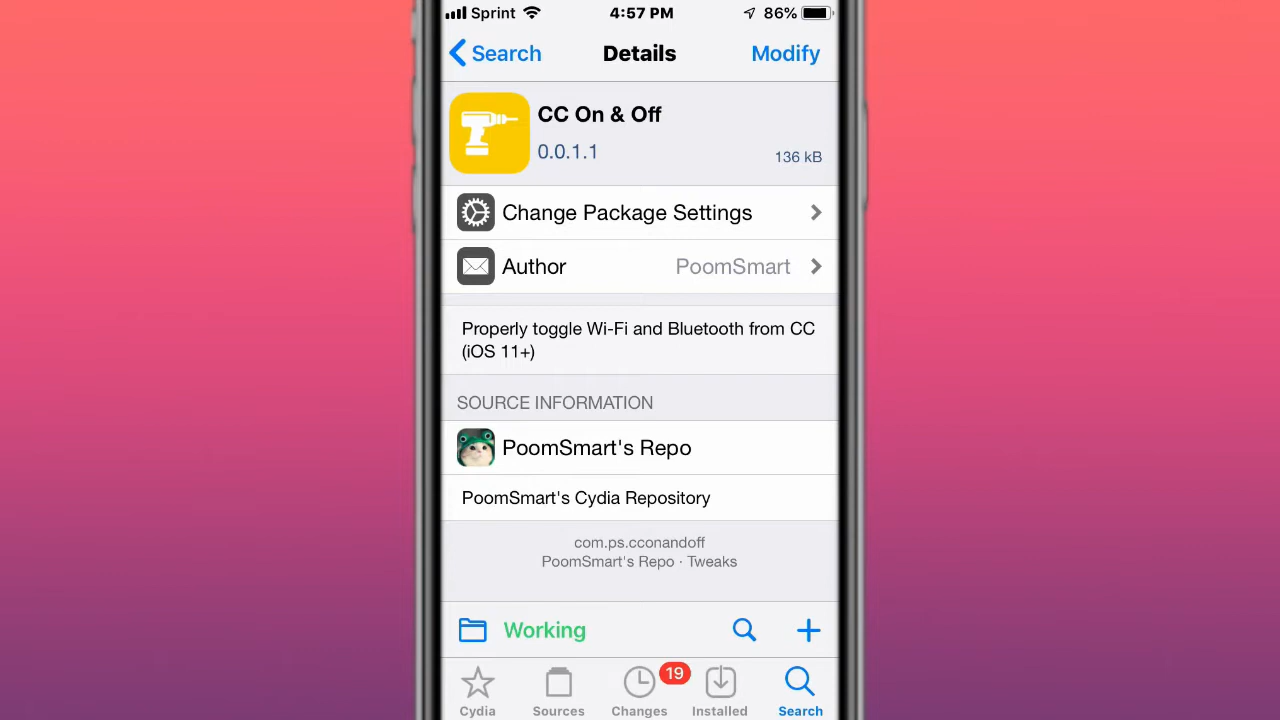 Sprint 4:57 PM 86%
Search Details Modify
CC On & Off
0.0.1.1 136 kB
Change Package Settings
Author PoomSmart
Properly toggle Wi-Fi and Bluetooth from CC
(iOS 11+)
SOURCE INFORMATION
PoomSmart's Repo
PoomSmart's Cydia Repository
com.ps.cconandoff
PoomSmart's Repo · Tweaks
Working
19
Cydia Sources Changes Installed Search